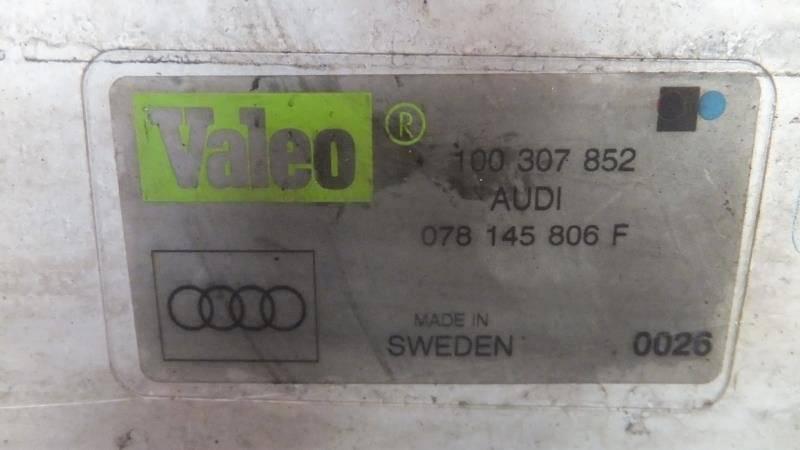 Valeo ®
100 307 852
AUDI
078 145 806 F
MADE IN
SWEDEN
0026